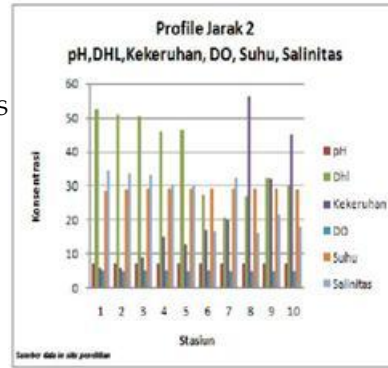 s
Profile Jarak 2
pH,DHL,Kekeruhan, DO, Suhu, Salinitas
Konsentrasi
60
50
40
30
20
10
0
1 2 3 4 5 6 7 8 9 10
Stasiun
pH
Dhl
Kekeruhan
DO
Suhu
Salinitas
Sumber data in situ